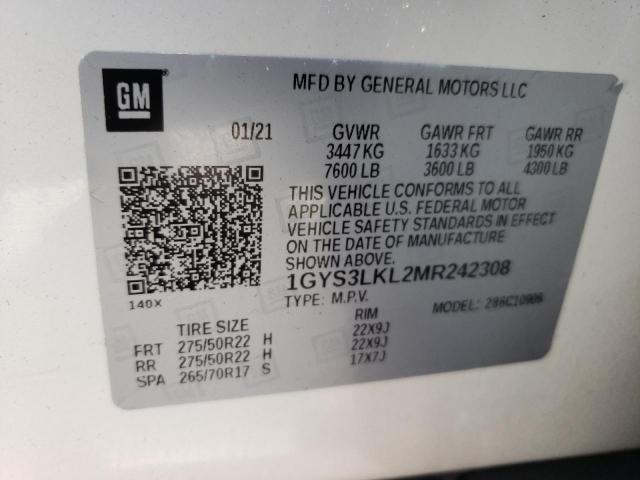 GM
MFD BY GENERAL MOTORS LLC
01/21 GVWR GAWR FRT GAWR RR
3447 KG 1633 KG 1950 KG
7600 LB 3600 LB 4300 LB
THIS VEHICLE CONFORMS TO ALL
APPLICABLE U.S. FEDERAL MOTOR
VEHICLE SAFETY STANDARDS IN EFFECT
ON THE DATE OF MANUFACTURE
1GYS3LKL2MR242308
140X TYPE: M.P.V. MODEL: 286C10906
TIRE SIZE RIM
FRT 275/50R22 H 22X9J
RR 275/50R22 H 22X9J
SPA 265/70R17 S 17X7J